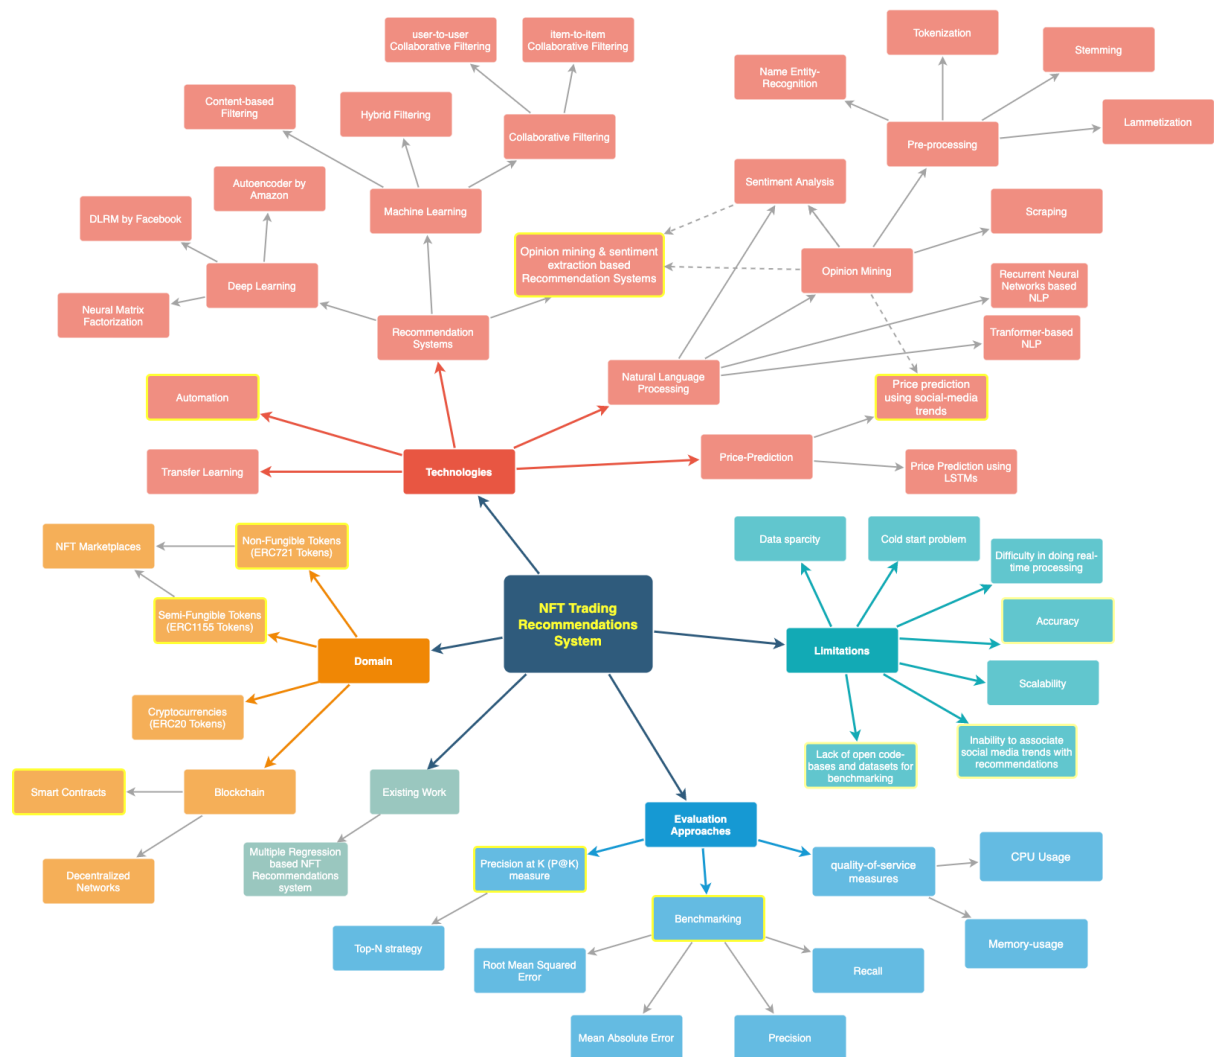 user-to-user
Collaborative Filtering
item-to-item
Collaborative Filtering
Tokenization
Stemming
Name Entity-
Recognition
Content-based
Filtering
Hybrid Filtering
Collaborative Filtering
Lammetization
Pre-processing
Autoencoder by
Amazon
Sentiment Analysis
DLRM by Facebook
Machine Learning
Scraping
Opinion mining & sentiment
extraction based
Recommendation Systems
Opinion Mining
Deep Learning
Recurrent Neural
Networks based
NLP
Neural Matrix
Factorization
Recommendation
Systems
Tranformer-based
NLP
Natural Language
Processing
Price prediction
using social-media
trends
Automation
Transfer Learning
Technologies
Price-Prediction
Price Prediction using
LSTMs
NFT Marketplaces
Non-Fungible Tokens
(ERC721 Tokens)
Data sparcity
Cold start problem
Difficulty in doing real-
time processing
Semi-Fungible Tokens
(ERC1155 Tokens)
NFT Trading
Recommendations
System
Accuracy
Domain
Limitations
Scalability
Cryptocurrencies
(ERC20 Tokens)
Inability to associate
social media trends with
recommendations
Lack of open code-
bases and datasets for
benchmarking
Smart Contracts
Blockchain
Existing Work
Evaluation
Approaches
Decentralized
Networks
Multiple Regression
based NFT
Recommendations
system
Precision at K (P@K)
measure
quality-of-service
measures
CPU Usage
Top-N strategy
Benchmarking
Memory-usage
Root Mean Squared
Error
Recall
Mean Absolute Error
Precision